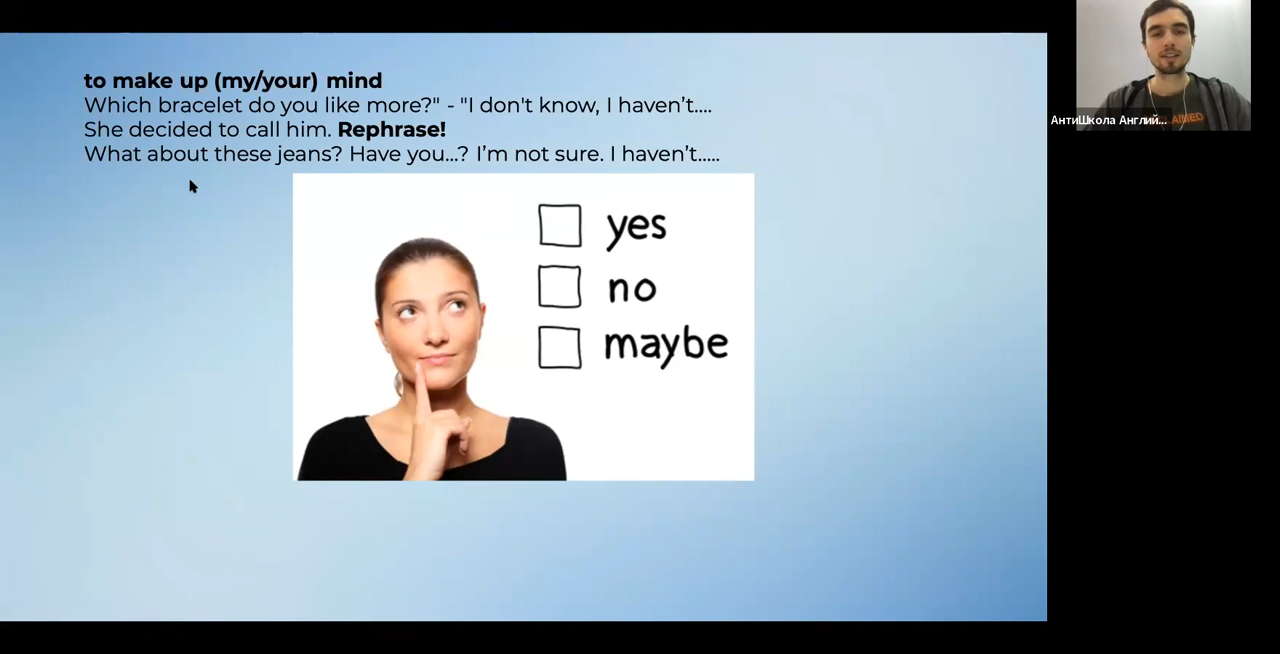 to make up (my/your) mind
Which bracelet do you like more?" - "I don't know, I haven’t....
She decided to call him. Rephrase!
What about these jeans? Have you...? I’m not sure. I haven’t.....
yes
no
maybe
АнтиШкола Англий...
AIMED